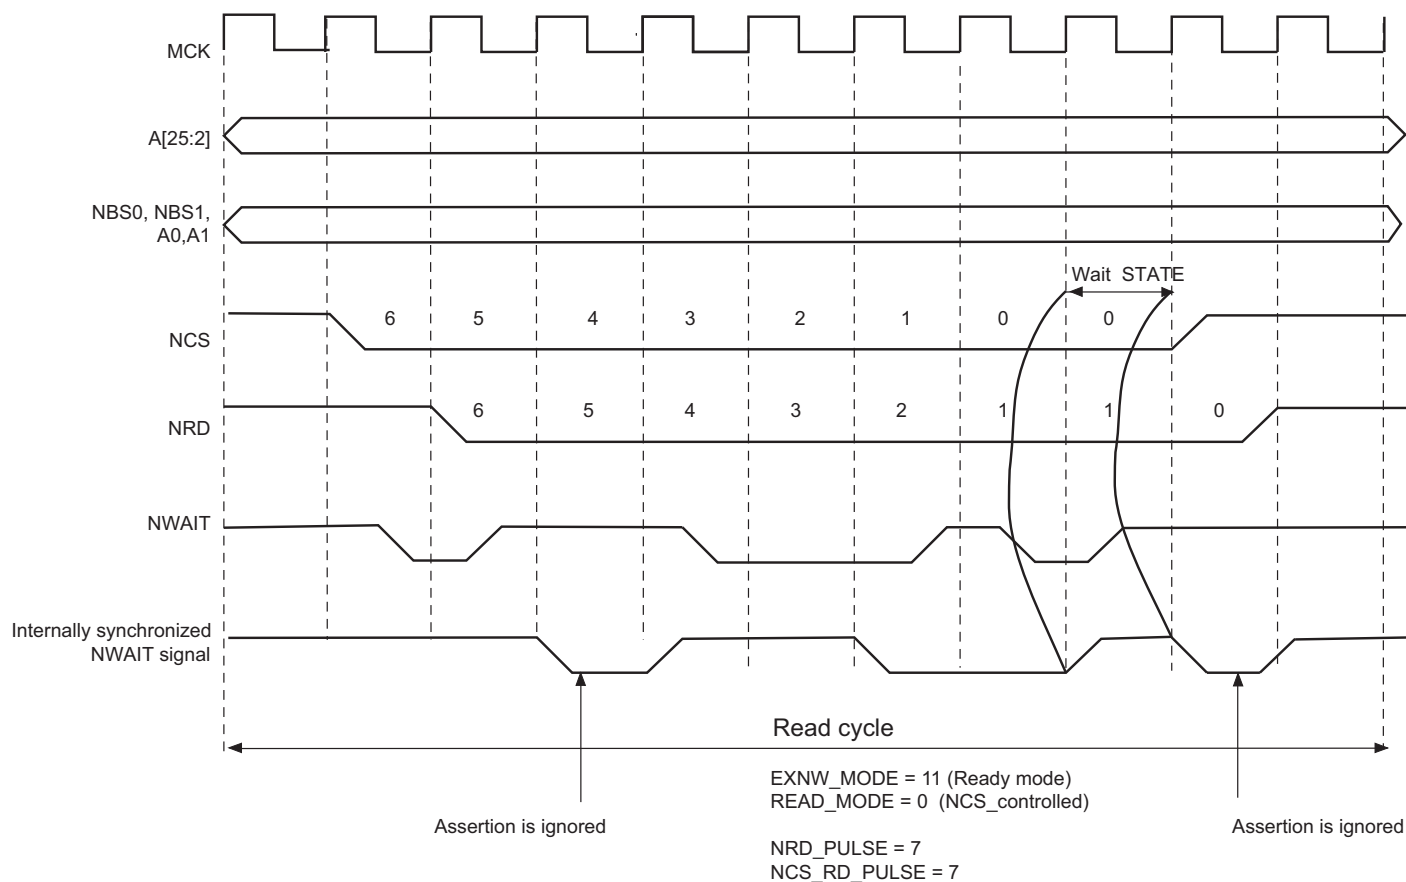 MCK
A[25:2]
NBS0, NBS1,
A0,A1
Wait STATE
NCS
6 5 4 3 2 1 0 0
NRD
6 5 4 3 2 1 1 0
NWAIT
Internally synchronized
NWAIT signal
Read cycle
EXNW_MODE = 11 (Ready mode)
READ_MODE = 0 (NCS_controlled)
Assertion is ignored
Assertion is ignored
NRD_PULSE = 7
NCS_RD_PULSE = 7